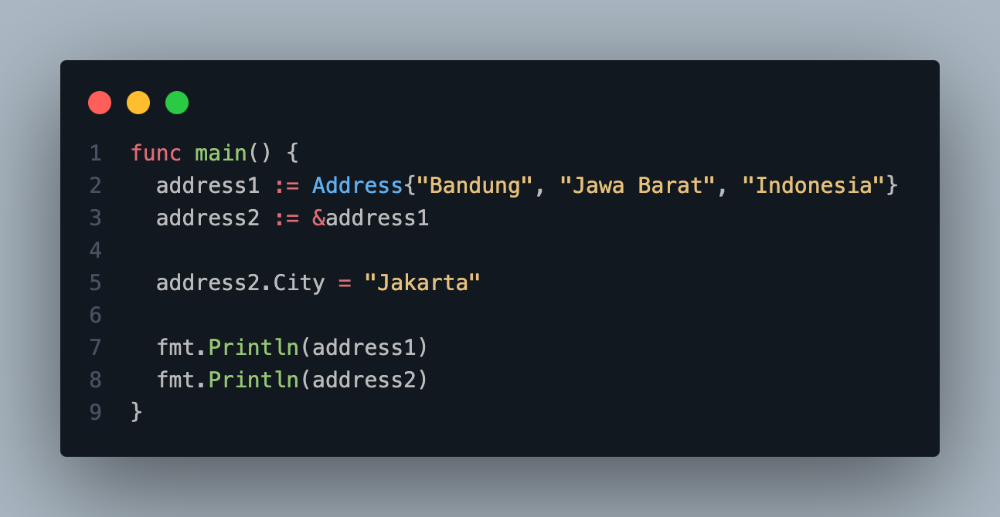 1 func main() {
2   address1 := Address{"Bandung", "Jawa Barat", "Indonesia"}
3   address2 := &address1
4
5   address2.City = "Jakarta"
6
7   fmt.Println(address1)
8   fmt.Println(address2)
9 }